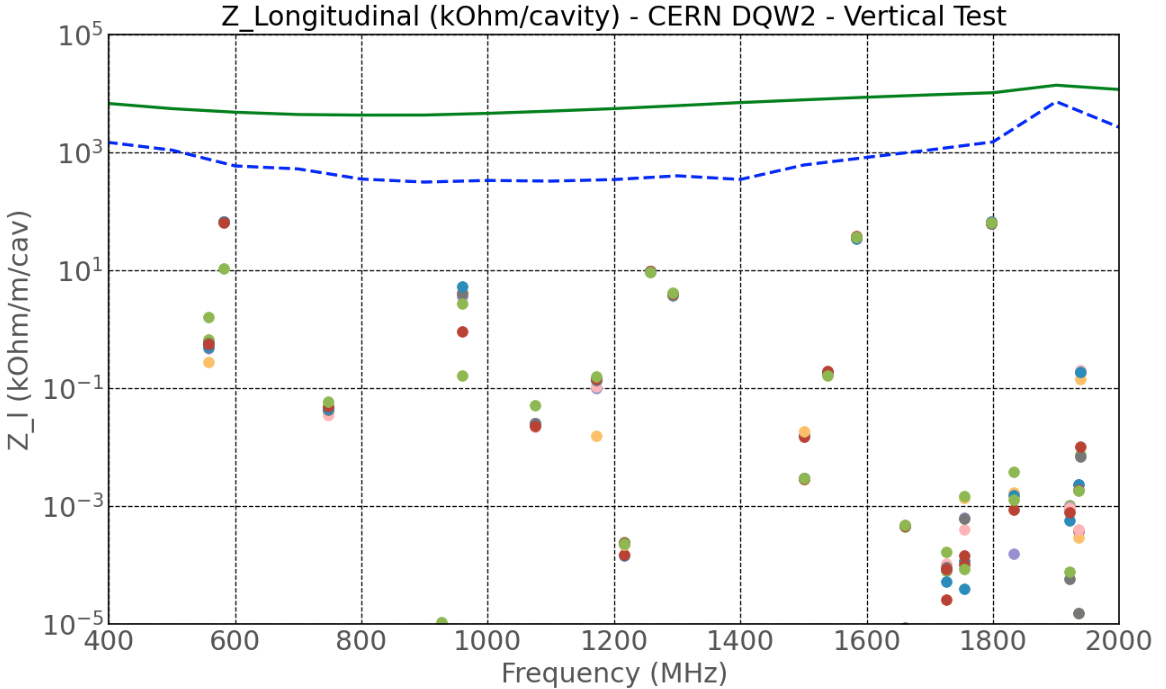 Z_Longitudinal (kOhm/cavity) - CERN DQW2 - Vertical Test
Z_l (kOhm/m/cav)
10^5
10^3
10^1
10^-1
10^-3
10^-5
400 600 800 1000 1200 1400 1600 1800 2000
Frequency (MHz)